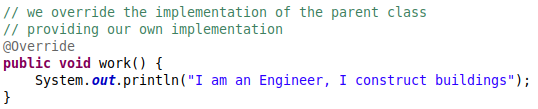 // we override the implementation of the parent class
// providing our own implementation
@Override
public void work() {
    System.out.println("I am an Engineer, I construct buildings");
}